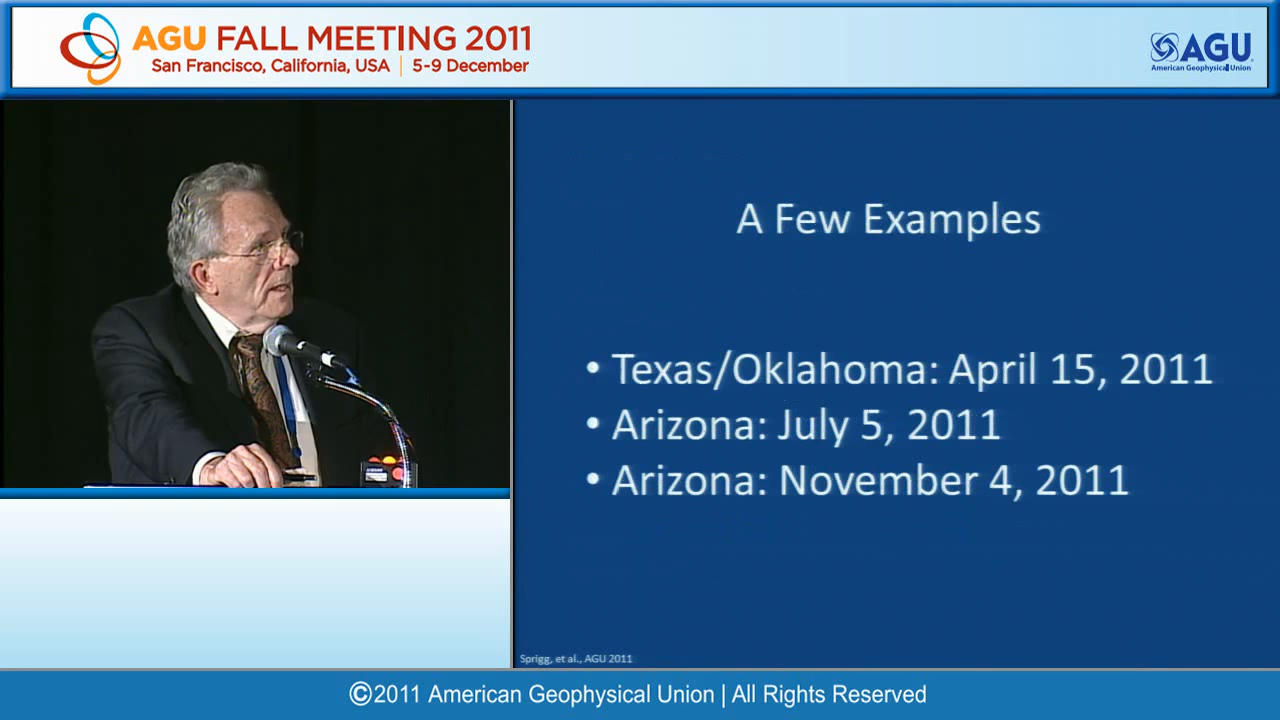 AGU FALL MEETING 2011
San Francisco, California, USA | 5-9 December
AGU
American Geophysical Union
A Few Examples
• Texas/Oklahoma: April 15, 2011
• Arizona: July 5, 2011
• Arizona: November 4, 2011
Sprigg, et al., AGU 2011
©2011 American Geophysical Union | All Rights Reserved